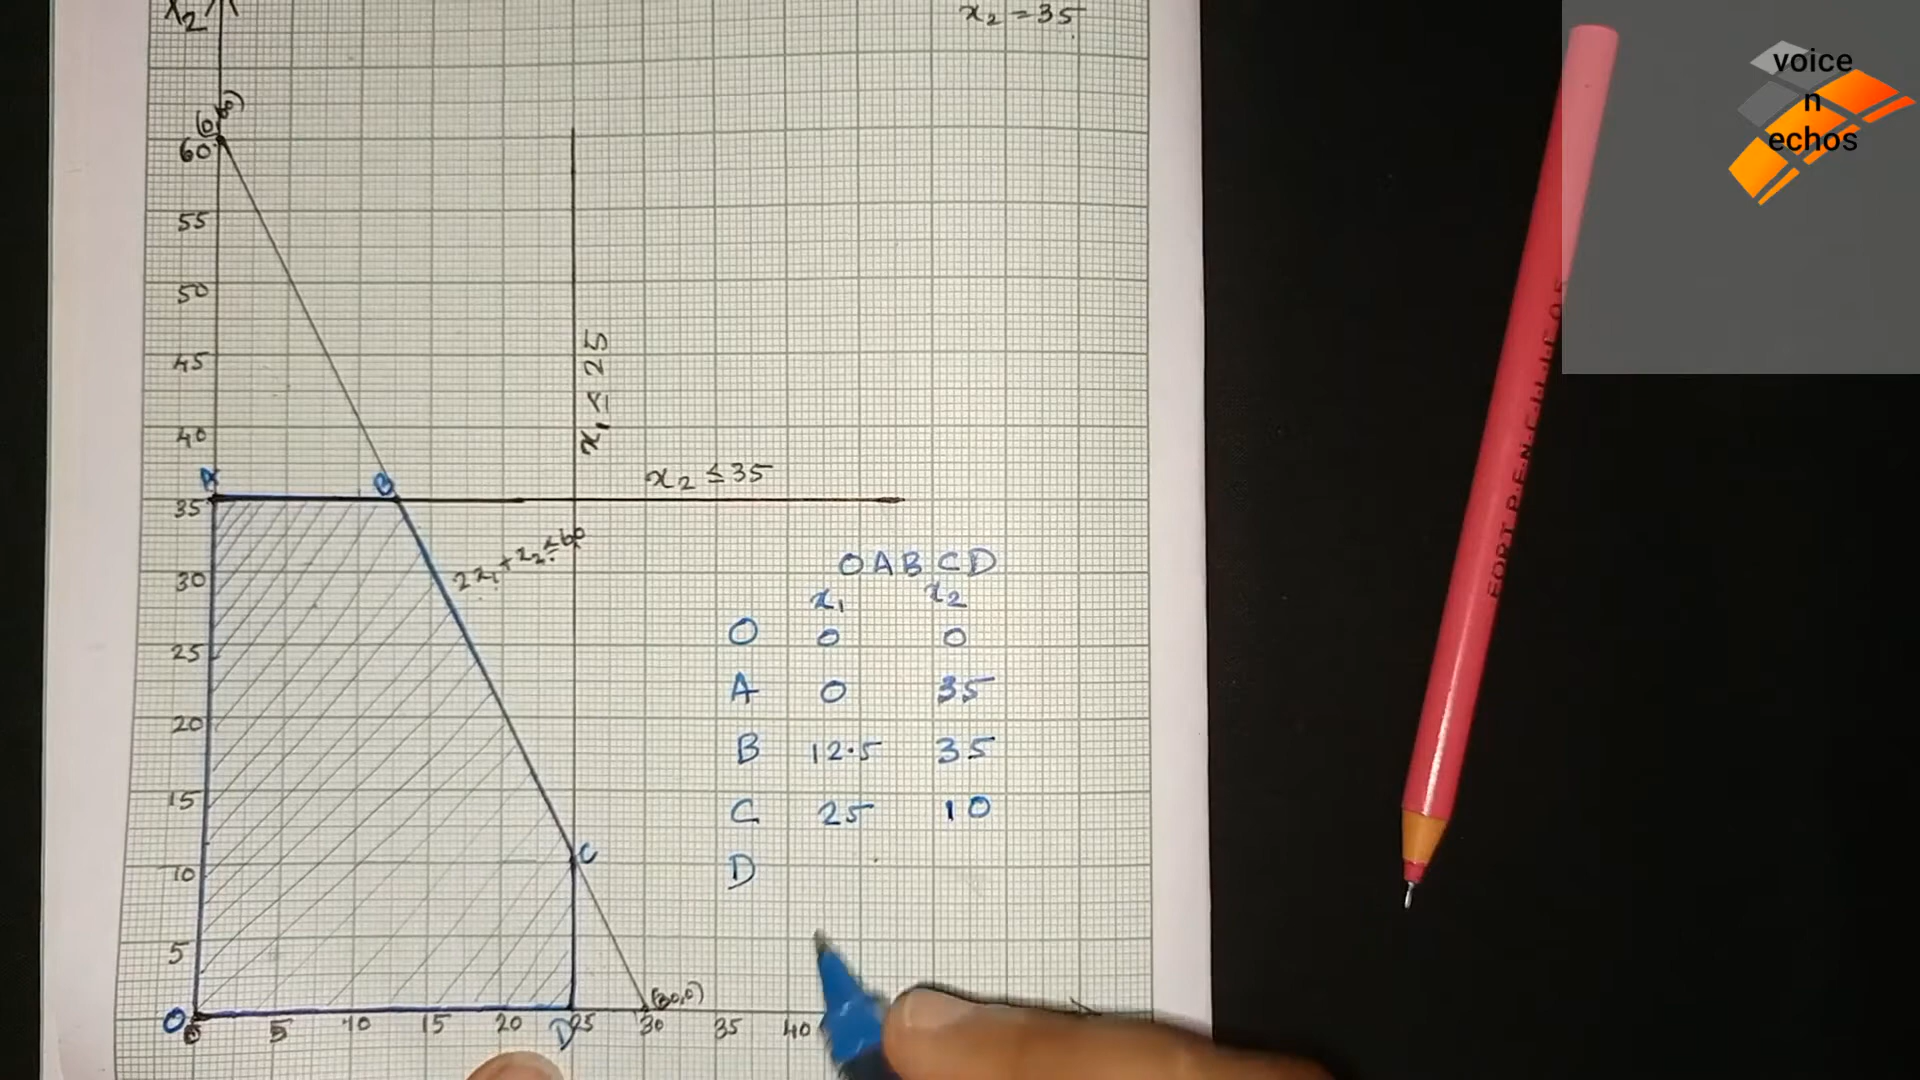 x₂
x₂ = 35
voice
n
echos
(0,60)
60
55
50
45
x₁ ≤ 25
40
A
B
x₂ ≤ 35
35
2x₁ + x₂ ≤ 60
OABCD
30
x₁ x₂
O 0 0
25
A 0 35
20
B 12.5 35
15
C 25 10
C
10
D
5
(30,0)
O
0 5 10 15 20 D 25 30 35 40